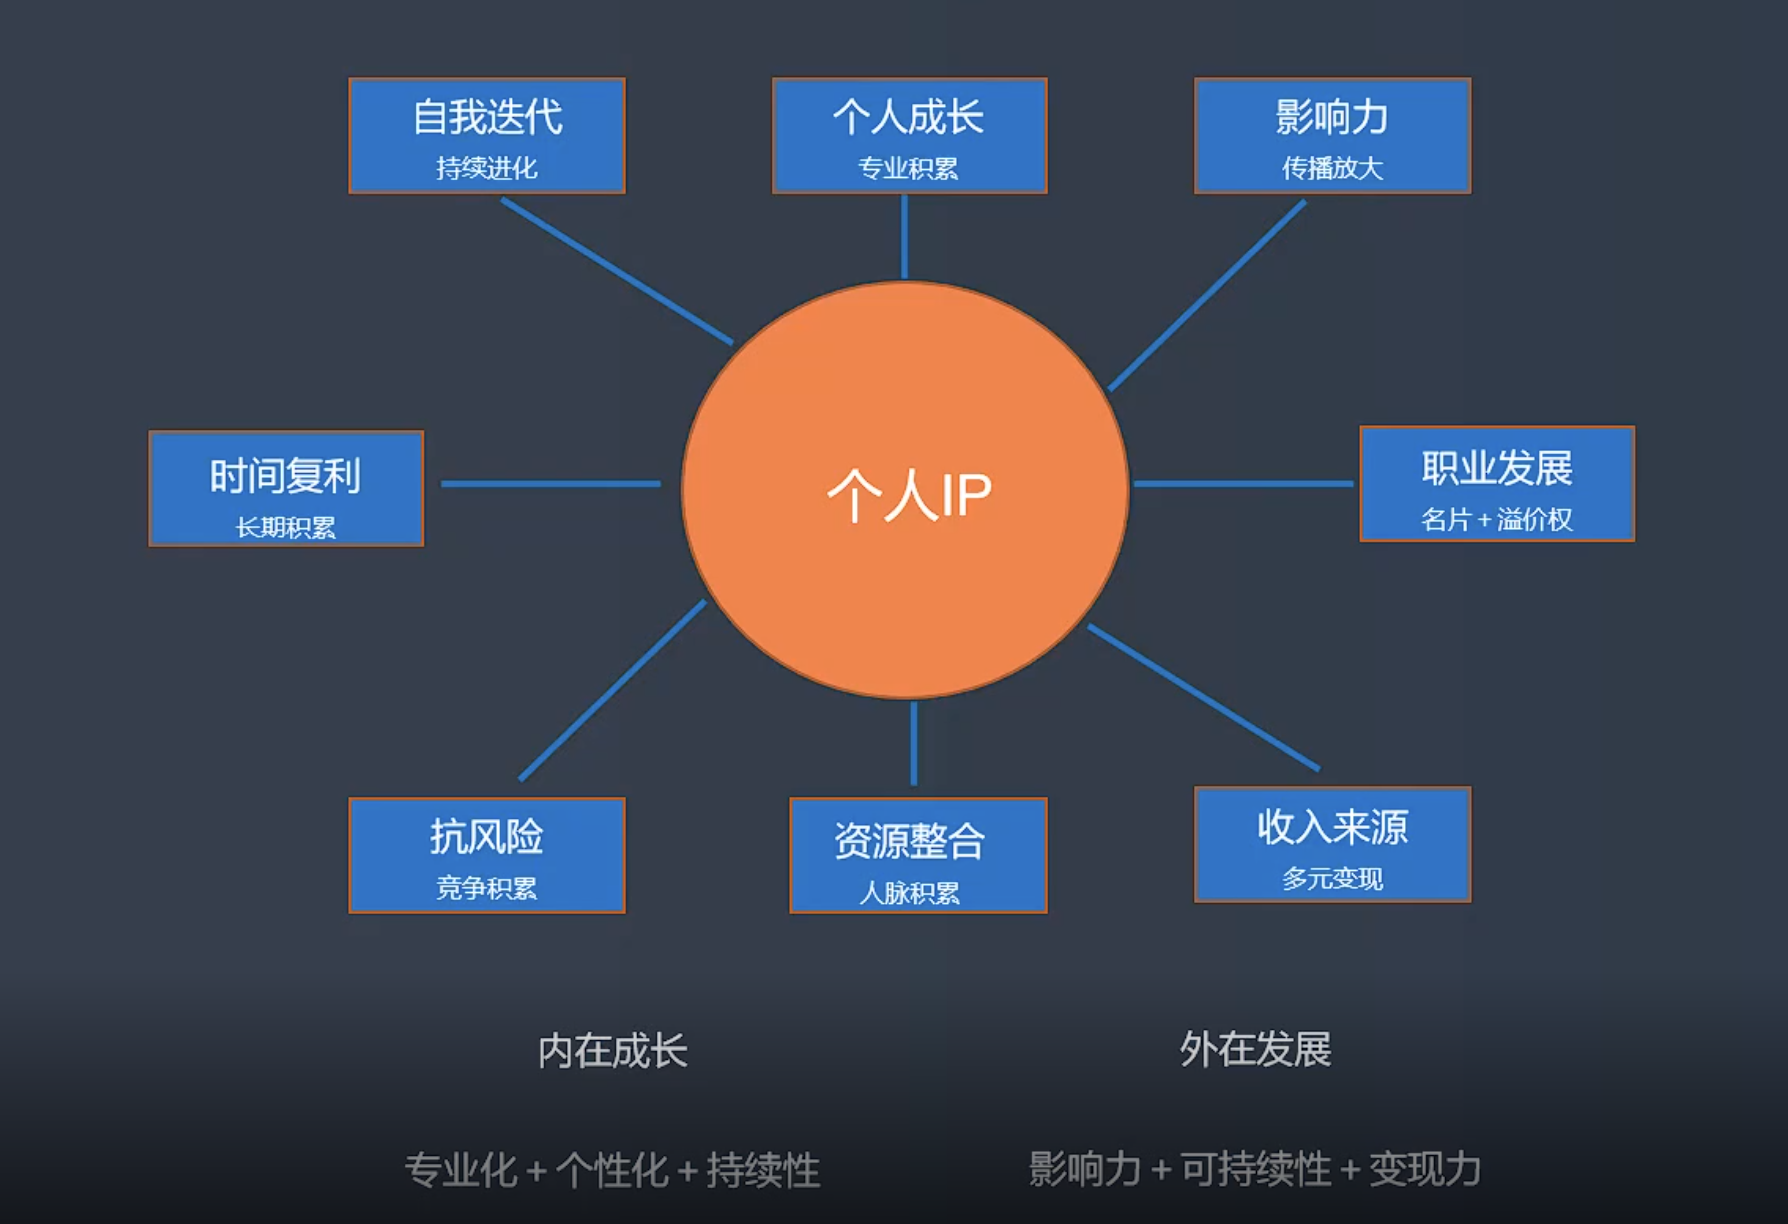 自我迭代
持续进化
个人成长
专业积累
影响力
传播放大
时间复利
长期积累
个人IP
职业发展
名片+溢价权
抗风险
竞争积累
资源整合
人脉积累
收入来源
多元变现
内在成长
外在发展
专业化+个性化+持续性
影响力+可持续性+变现力